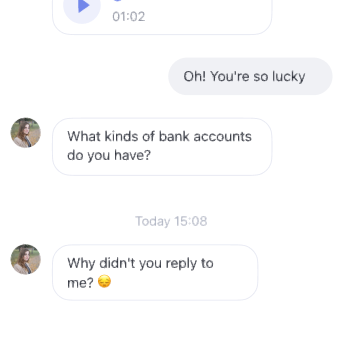 01:02
Oh! You're so lucky
What kinds of bank accounts
do you have?
Today 15:08
Why didn't you reply to
me? 😔